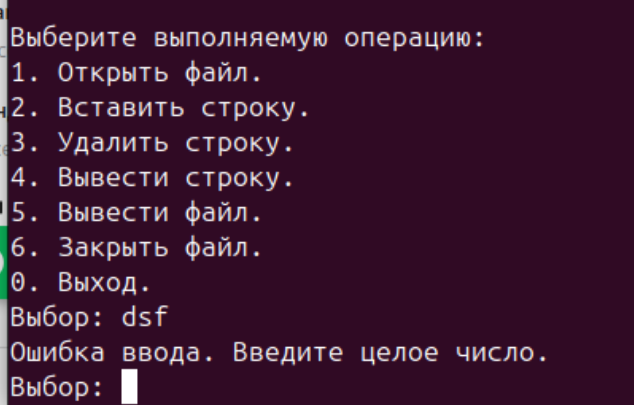 Выберите выполняемую операцию:
1. Открыть файл.
2. Вставить строку.
3. Удалить строку.
4. Вывести строку.
5. Вывести файл.
6. Закрыть файл.
0. Выход.
Выбор: dsf
Ошибка ввода. Введите целое число.
Выбор: